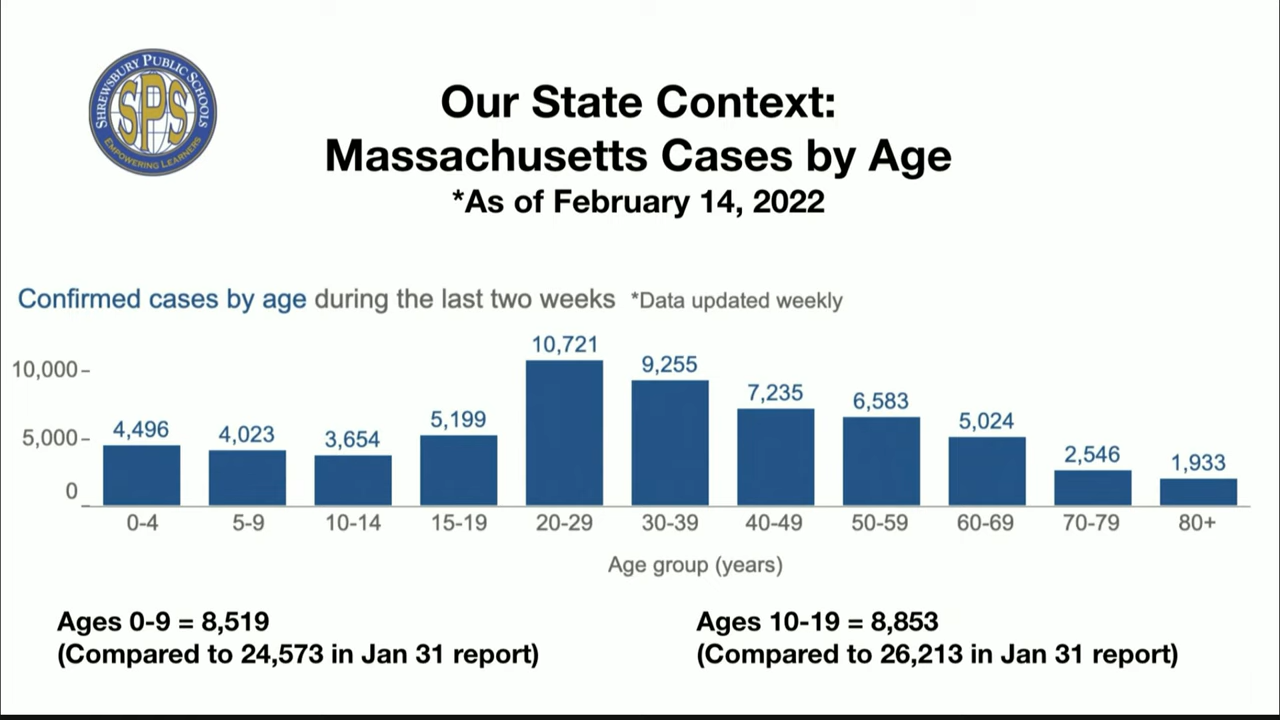 SHREWSBURY PUBLIC SCHOOLS
SPS
EMPOWERING LEARNERS
Our State Context:
Massachusetts Cases by Age
*As of February 14, 2022
Confirmed cases by age during the last two weeks *Data updated weekly
10,000
5,000
0
4,496
4,023
3,654
5,199
10,721
9,255
7,235
6,583
5,024
2,546
1,933
0-4
5-9
10-14
15-19
20-29
30-39
40-49
50-59
60-69
70-79
80+
Age group (years)
Ages 0-9 = 8,519
(Compared to 24,573 in Jan 31 report)
Ages 10-19 = 8,853
(Compared to 26,213 in Jan 31 report)